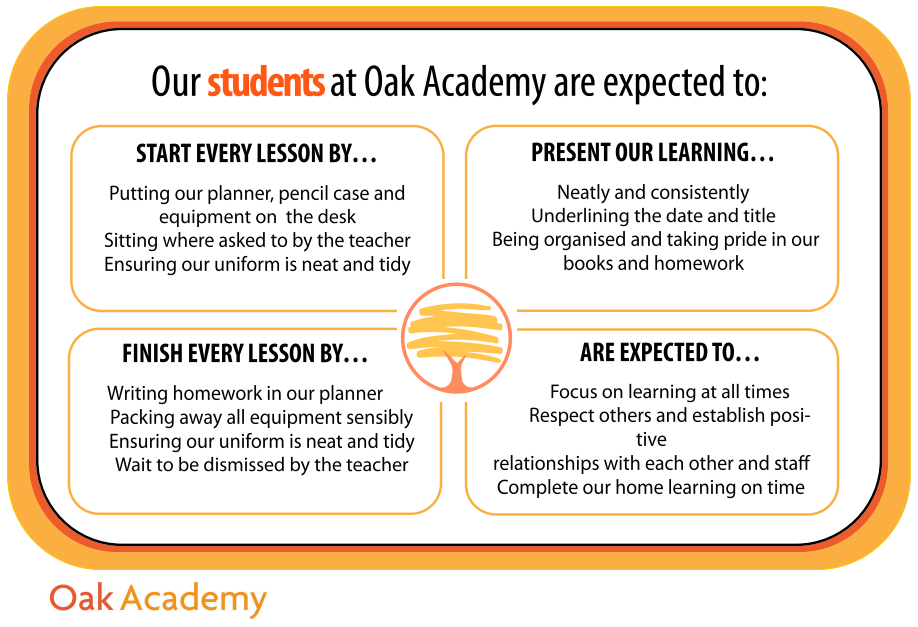 Our students at Oak Academy are expected to:
START EVERY LESSON BY…
Putting our planner, pencil case and
equipment on  the desk
Sitting where asked to by the teacher
Ensuring our uniform is neat and tidy
PRESENT OUR LEARNING…
Neatly and consistently
Underlining the date and title
Being organised and taking pride in our
books and homework
FINISH EVERY LESSON BY…
Writing homework in our planner
Packing away all equipment sensibly
Ensuring our uniform is neat and tidy
Wait to be dismissed by the teacher
ARE EXPECTED TO…
Focus on learning at all times
Respect others and establish posi-
tive
relationships with each other and staff
Complete our home learning on time
Oak Academy